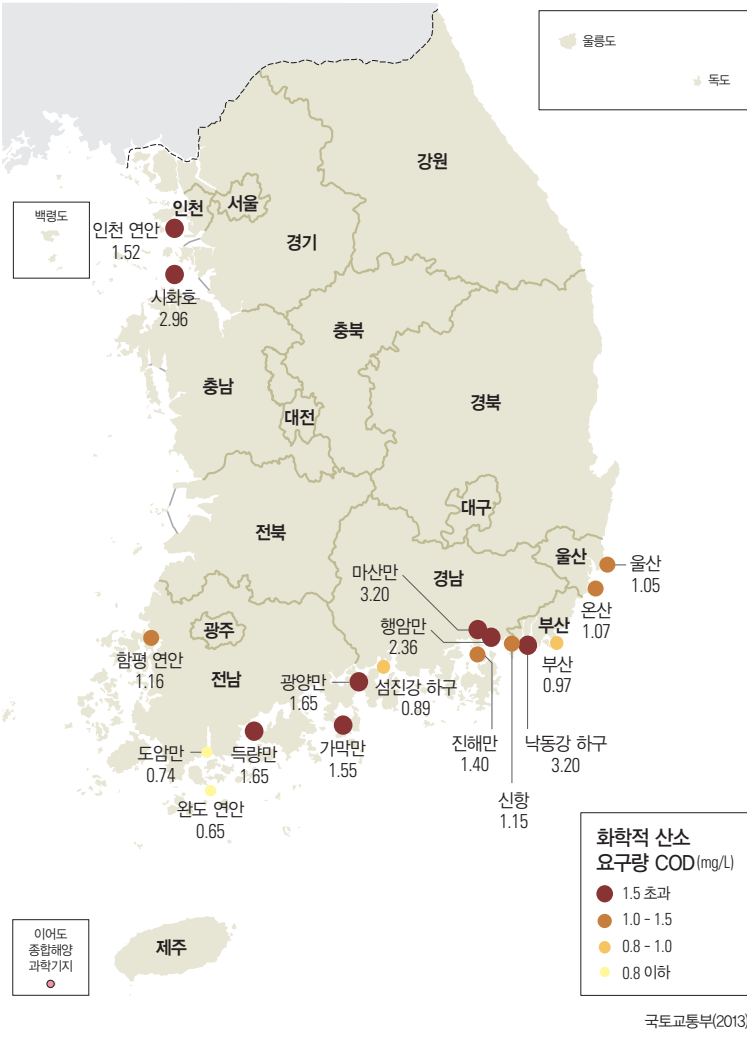 울릉도
독도
강원
백령도
인천
서울
인천 연안
1.52
경기
시화호
2.96
충북
충남
대전
경북
대구
전북
울산
울산
1.05
마산만
3.20
경남
온산
1.07
행암만
2.36
부산
부산
0.97
광주
함평 연안
1.16
전남
광양만
1.65
섬진강 하구
0.89
진해만
1.40
낙동강 하구
3.20
신항
1.15
도암만
0.74
득량만
1.65
가막만
1.55
완도 연안
0.65
제주
이어도
종합해양
과학기지
화학적 산소
요구량 COD(mg/L)
1.5 초과
1.0 - 1.5
0.8 - 1.0
0.8 이하
국토교통부(2013)